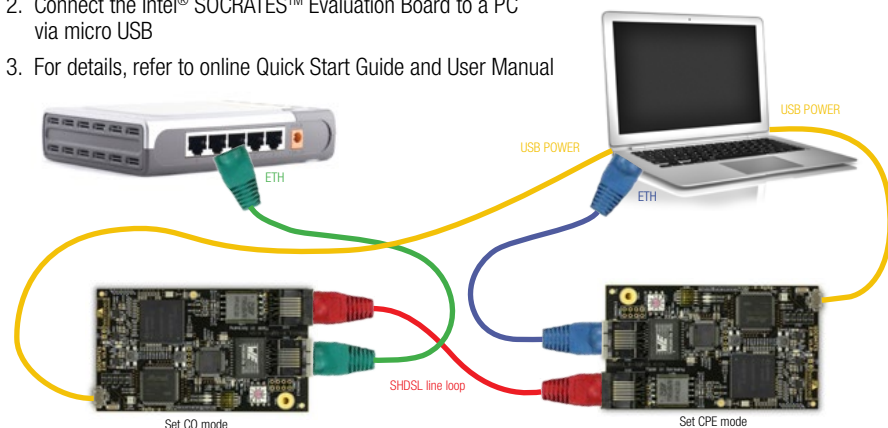 2. Connect the Intel® SOCRATES™ Evaluation Board to a PC
via micro USB
3. For details, refer to online Quick Start Guide and User Manual
USB POWER
USB POWER
ETH
ETH
SHDSL line loop
Set CO mode
Set CPE mode